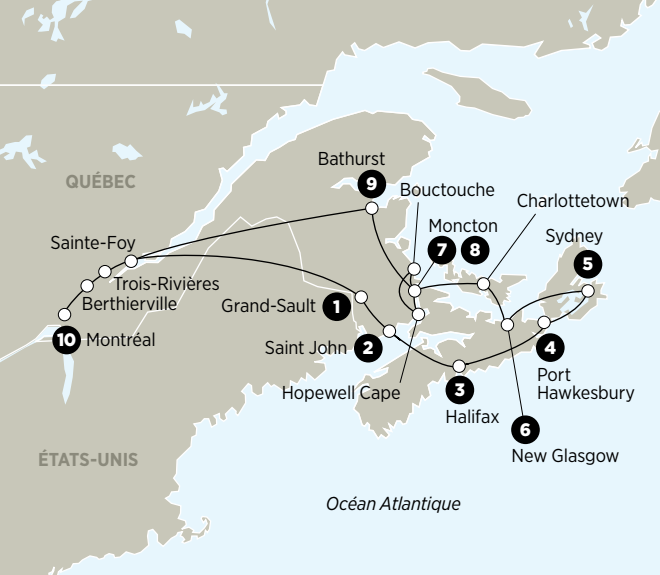 Bathurst
9
Bouctouche
QUÉBEC
Charlottetown
Moncton
7 8
Sydney
Sainte-Foy
5
Trois-Rivières
Berthierville
Grand-Sault 1
10 Montréal
Saint John 2
4
Port
Hawkesbury
Hopewell Cape
3
Halifax
6
New Glasgow
ÉTATS-UNIS
Océan Atlantique